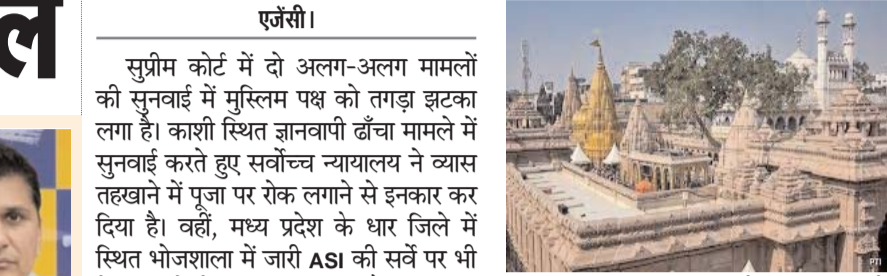 ल
एजेंसी।
सुप्रीम कोर्ट में दो अलग-अलग मामलों
की सुनवाई में मुस्लिम पक्ष को तगड़ा झटका
लगा है। काशी स्थित ज्ञानवापी ढाँचा मामले में
सुनवाई करते हुए सर्वोच्च न्यायालय ने व्यास
तहखाने में पूजा पर रोक लगाने से इनकार कर
दिया है। वहीं, मध्य प्रदेश के धार जिले में
स्थित भोजशाला में जारी ASI की सर्वे पर भी
PTI